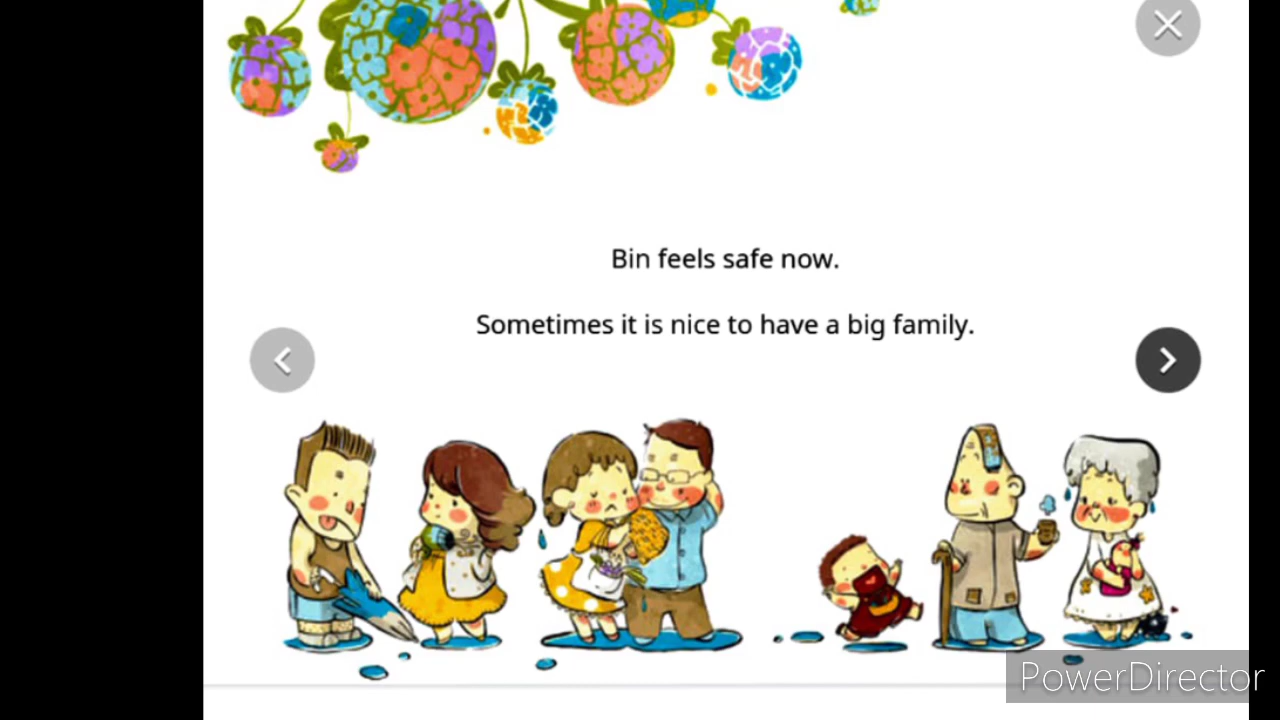 Bin feels safe now.
Sometimes it is nice to have a big family.
PowerDirector